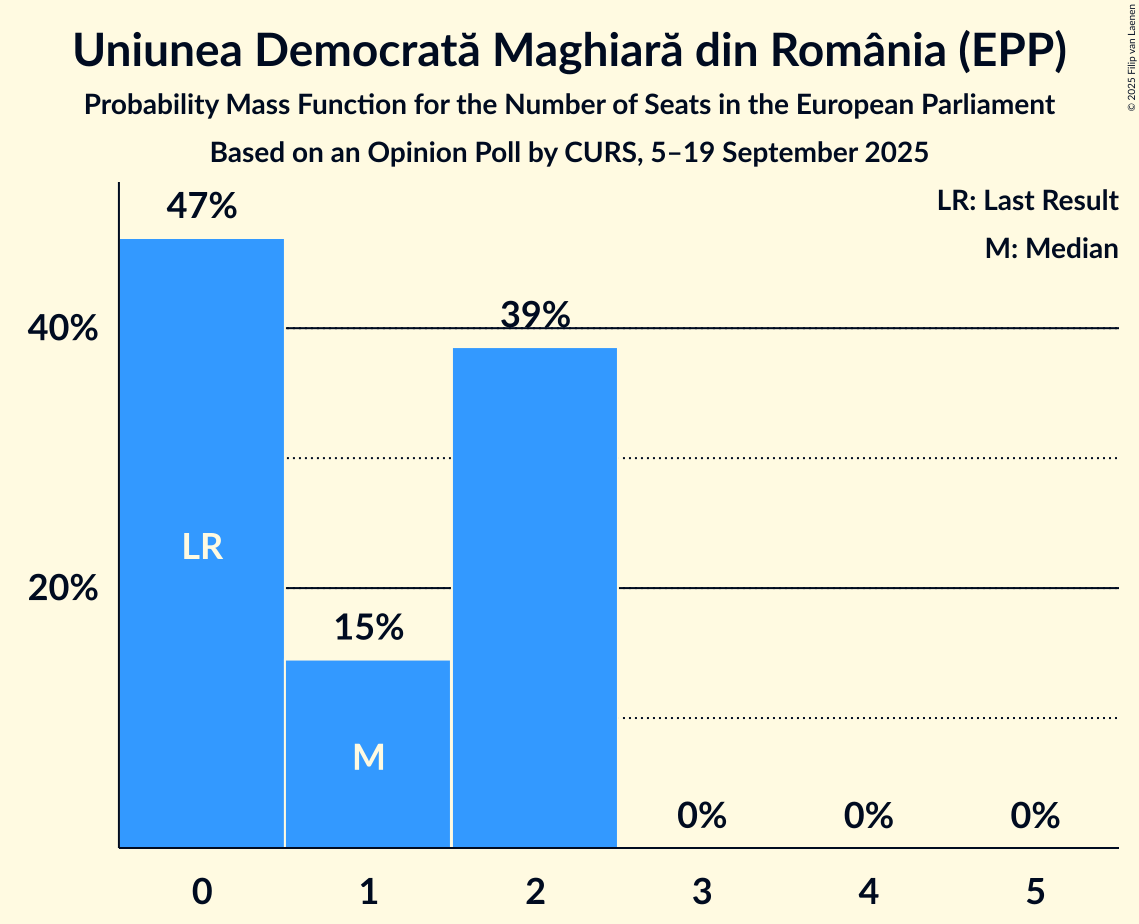 Uniunea Democrată Maghiară din România (EPP)
Probability Mass Function for the Number of Seats in the European Parliament
Based on an Opinion Poll by CURS, 5–19 September 2025
© 2025 Filip van Laenen
LR: Last Result
M: Median
47%
39%
40%
LR
20%
15%
M
0% 0% 0%
0 1 2 3 4 5